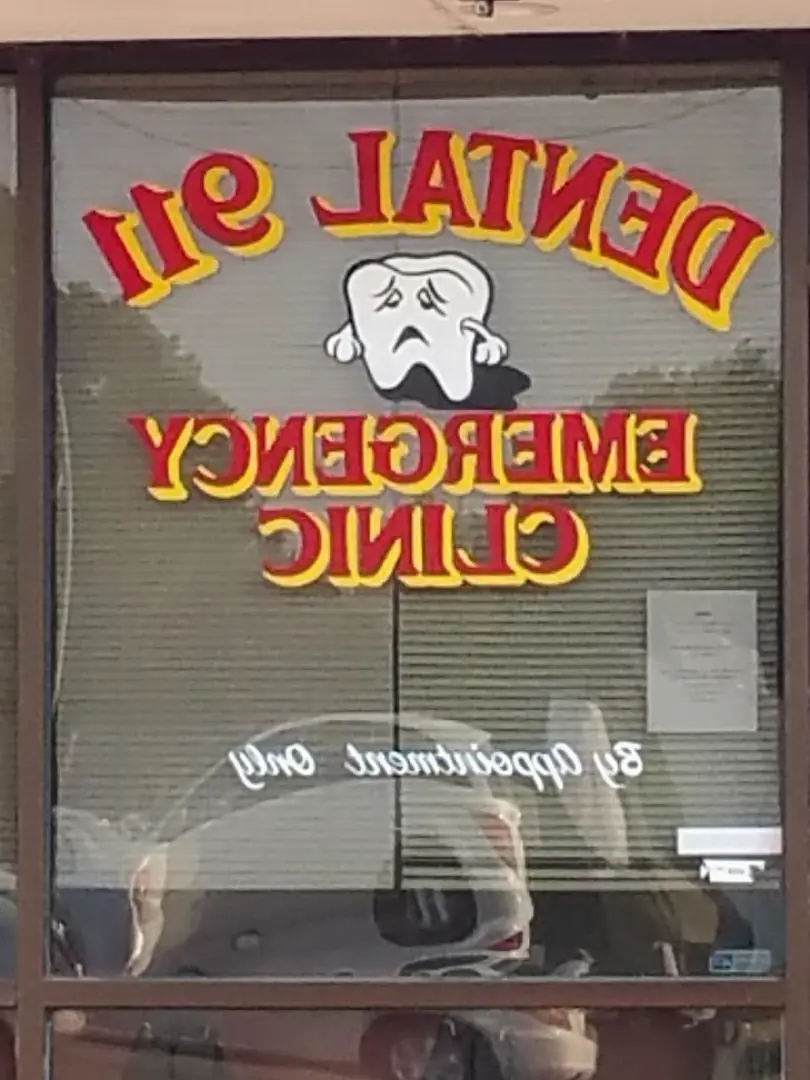 DENTAL 911
EMERGENCY
CLINIC
By Appointment Only